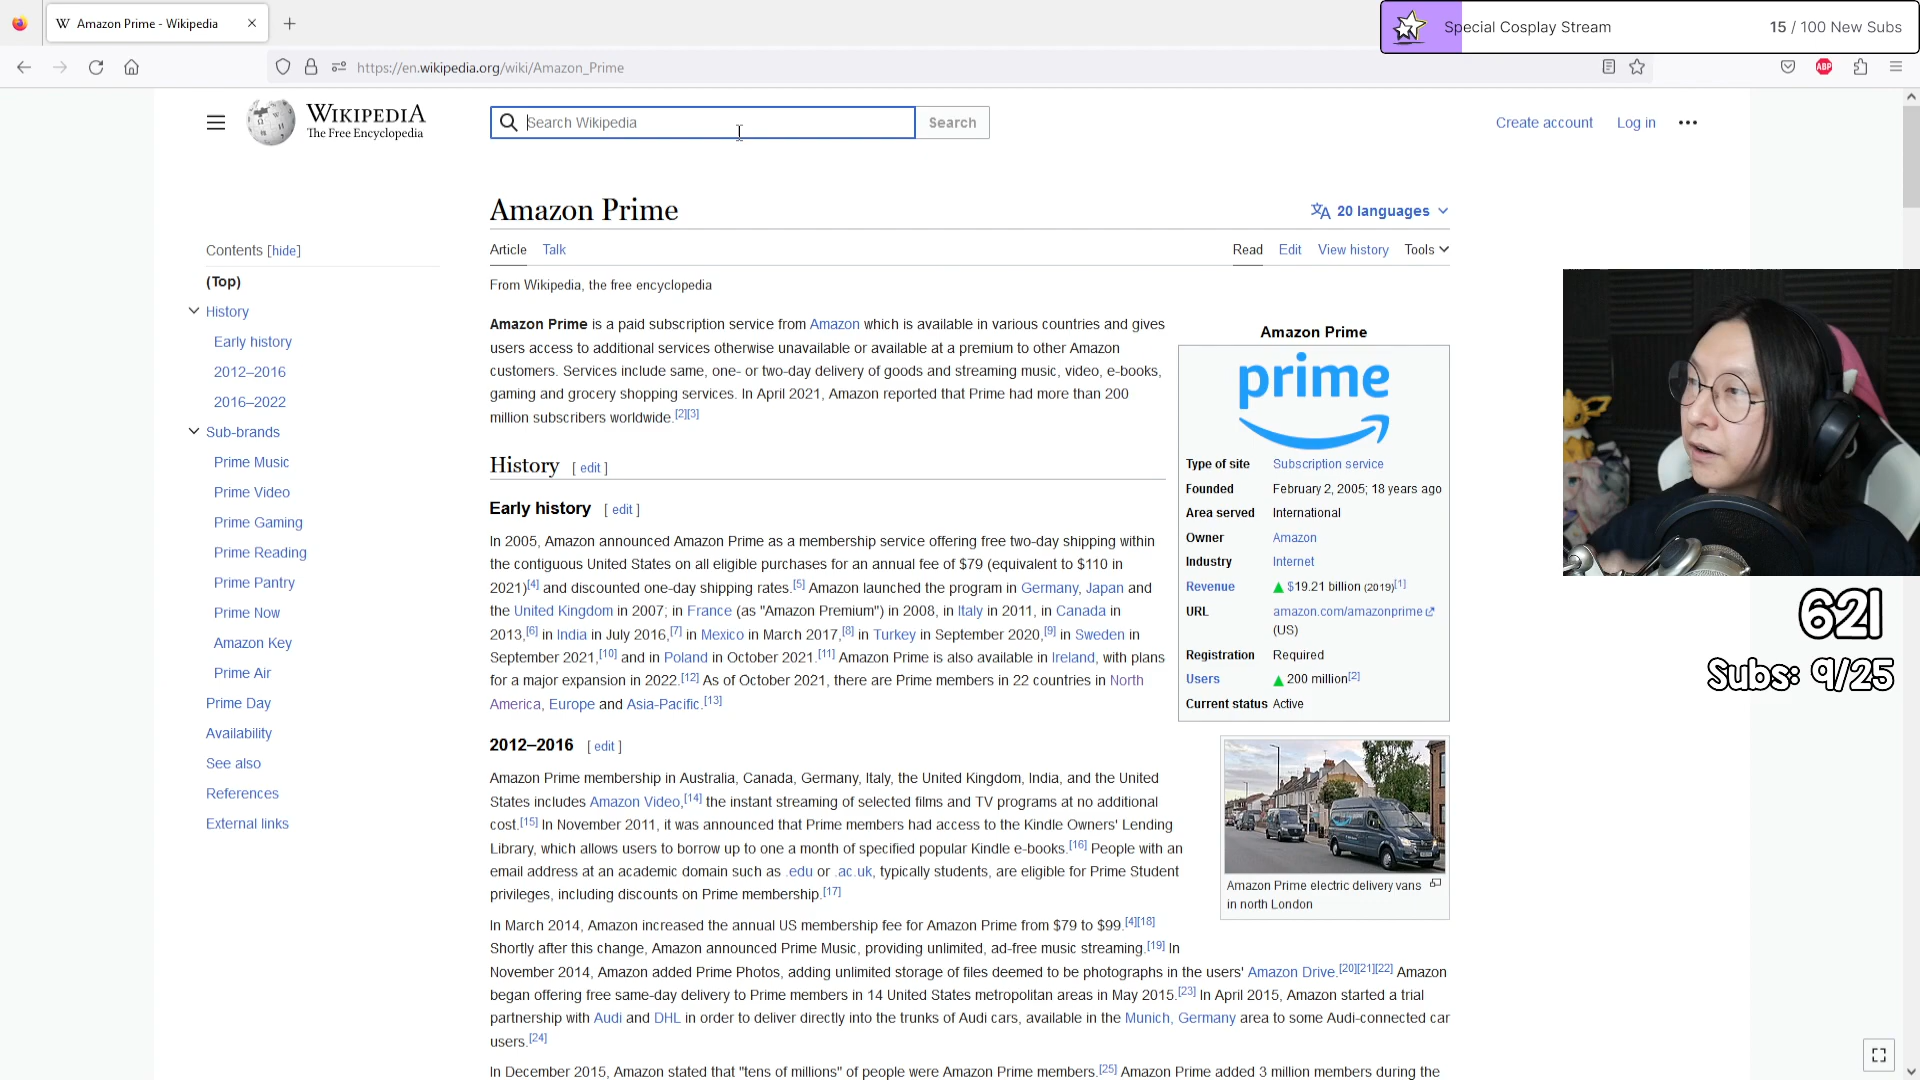 Amazon Prime - Wikipedia
Special Cosplay Stream 15 / 100 New Subs
https://en.wikipedia.org/wiki/Amazon_Prime
ABP
WIKIPEDIA
The Free Encyclopedia
Search Wikipedia
Search
Create account Log in
Amazon Prime
20 languages
Article Talk
Read Edit View history Tools
From Wikipedia, the free encyclopedia
Contents [hide]
(Top)
History
Early history
2012–2016
2016–2022
Sub-brands
Prime Music
Prime Video
Prime Gaming
Prime Reading
Prime Pantry
Prime Now
Amazon Key
Prime Air
Prime Day
Availability
See also
References
External links
Amazon Prime is a paid subscription service from Amazon which is available in various countries and gives
users access to additional services otherwise unavailable or available at a premium to other Amazon
customers. Services include same, one- or two-day delivery of goods and streaming music, video, e-books,
gaming and grocery shopping services. In April 2021, Amazon reported that Prime had more than 200
million subscribers worldwide.[2][3]
History [ edit ]
Early history [ edit ]
In 2005, Amazon announced Amazon Prime as a membership service offering free two-day shipping within
the contiguous United States on all eligible purchases for an annual fee of $79 (equivalent to $110 in
2021)[4] and discounted one-day shipping rates.[5] Amazon launched the program in Germany, Japan and
the United Kingdom in 2007; in France (as "Amazon Premium") in 2008, in Italy in 2011, in Canada in
2013,[6] in India in July 2016,[7] in Mexico in March 2017,[8] in Turkey in September 2020,[9] in Sweden in
September 2021,[10] and in Poland in October 2021.[11] Amazon Prime is also available in Ireland, with plans
for a major expansion in 2022.[12] As of October 2021, there are Prime members in 22 countries in North
America, Europe and Asia-Pacific.[13]
2012–2016 [ edit ]
Amazon Prime membership in Australia, Canada, Germany, Italy, the United Kingdom, India, and the United
States includes Amazon Video,[14] the instant streaming of selected films and TV programs at no additional
cost.[15] In November 2011, it was announced that Prime members had access to the Kindle Owners' Lending
Library, which allows users to borrow up to one a month of specified popular Kindle e-books.[16] People with an
email address at an academic domain such as .edu or .ac.uk, typically students, are eligible for Prime Student
privileges, including discounts on Prime membership.[17]
In March 2014, Amazon increased the annual US membership fee for Amazon Prime from $79 to $99.[4][18]
Shortly after this change, Amazon announced Prime Music, providing unlimited, ad-free music streaming.[19] In
November 2014, Amazon added Prime Photos, adding unlimited storage of files deemed to be photographs in the users' Amazon Drive.[20][21][22] Amazon
began offering free same-day delivery to Prime members in 14 United States metropolitan areas in May 2015.[23] In April 2015, Amazon started a trial
partnership with Audi and DHL in order to deliver directly into the trunks of Audi cars, available in the Munich, Germany area to some Audi-connected car
users.[24]
In December 2015, Amazon stated that "tens of millions" of people were Amazon Prime members.[25] Amazon Prime added 3 million members during the
Amazon Prime
prime
Type of site Subscription service
Founded February 2, 2005; 18 years ago
Area served International
Owner Amazon
Industry Internet
Revenue ▲ $19.21 billion (2019)[1]
URL amazon.com/amazonprime
(US)
Registration Required
Users ▲ 200 million[2]
Current status Active
Amazon Prime electric delivery vans
in north London
621
Subs: 9/25